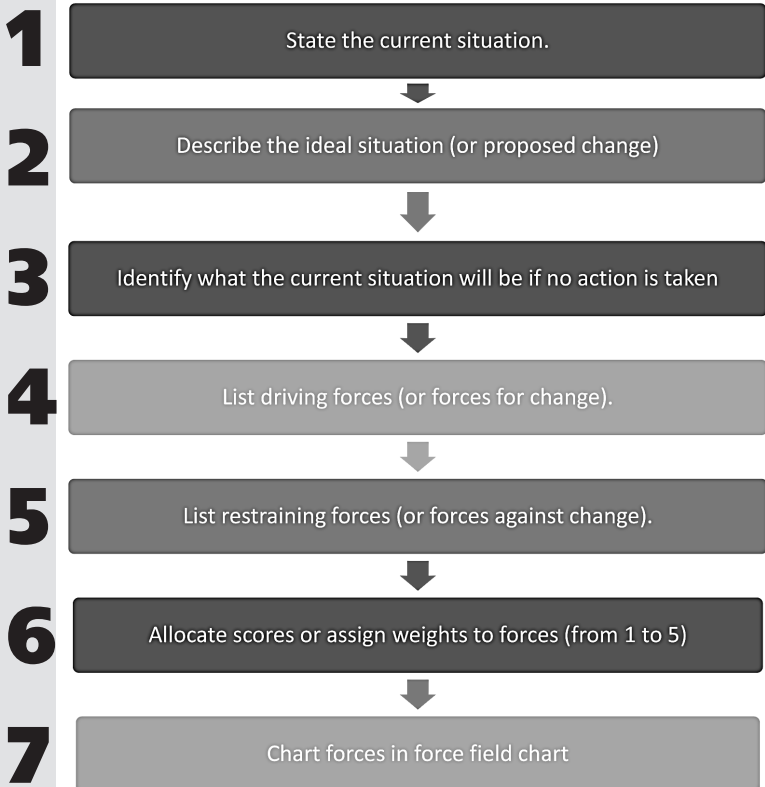 1
State the current situation.
2
Describe the ideal situation (or proposed change)
3
Identify what the current situation will be if no action is taken
4
List driving forces (or forces for change).
5
List restraining forces (or forces against change).
6
Allocate scores or assign weights to forces (from 1 to 5)
7
Chart forces in force field chart